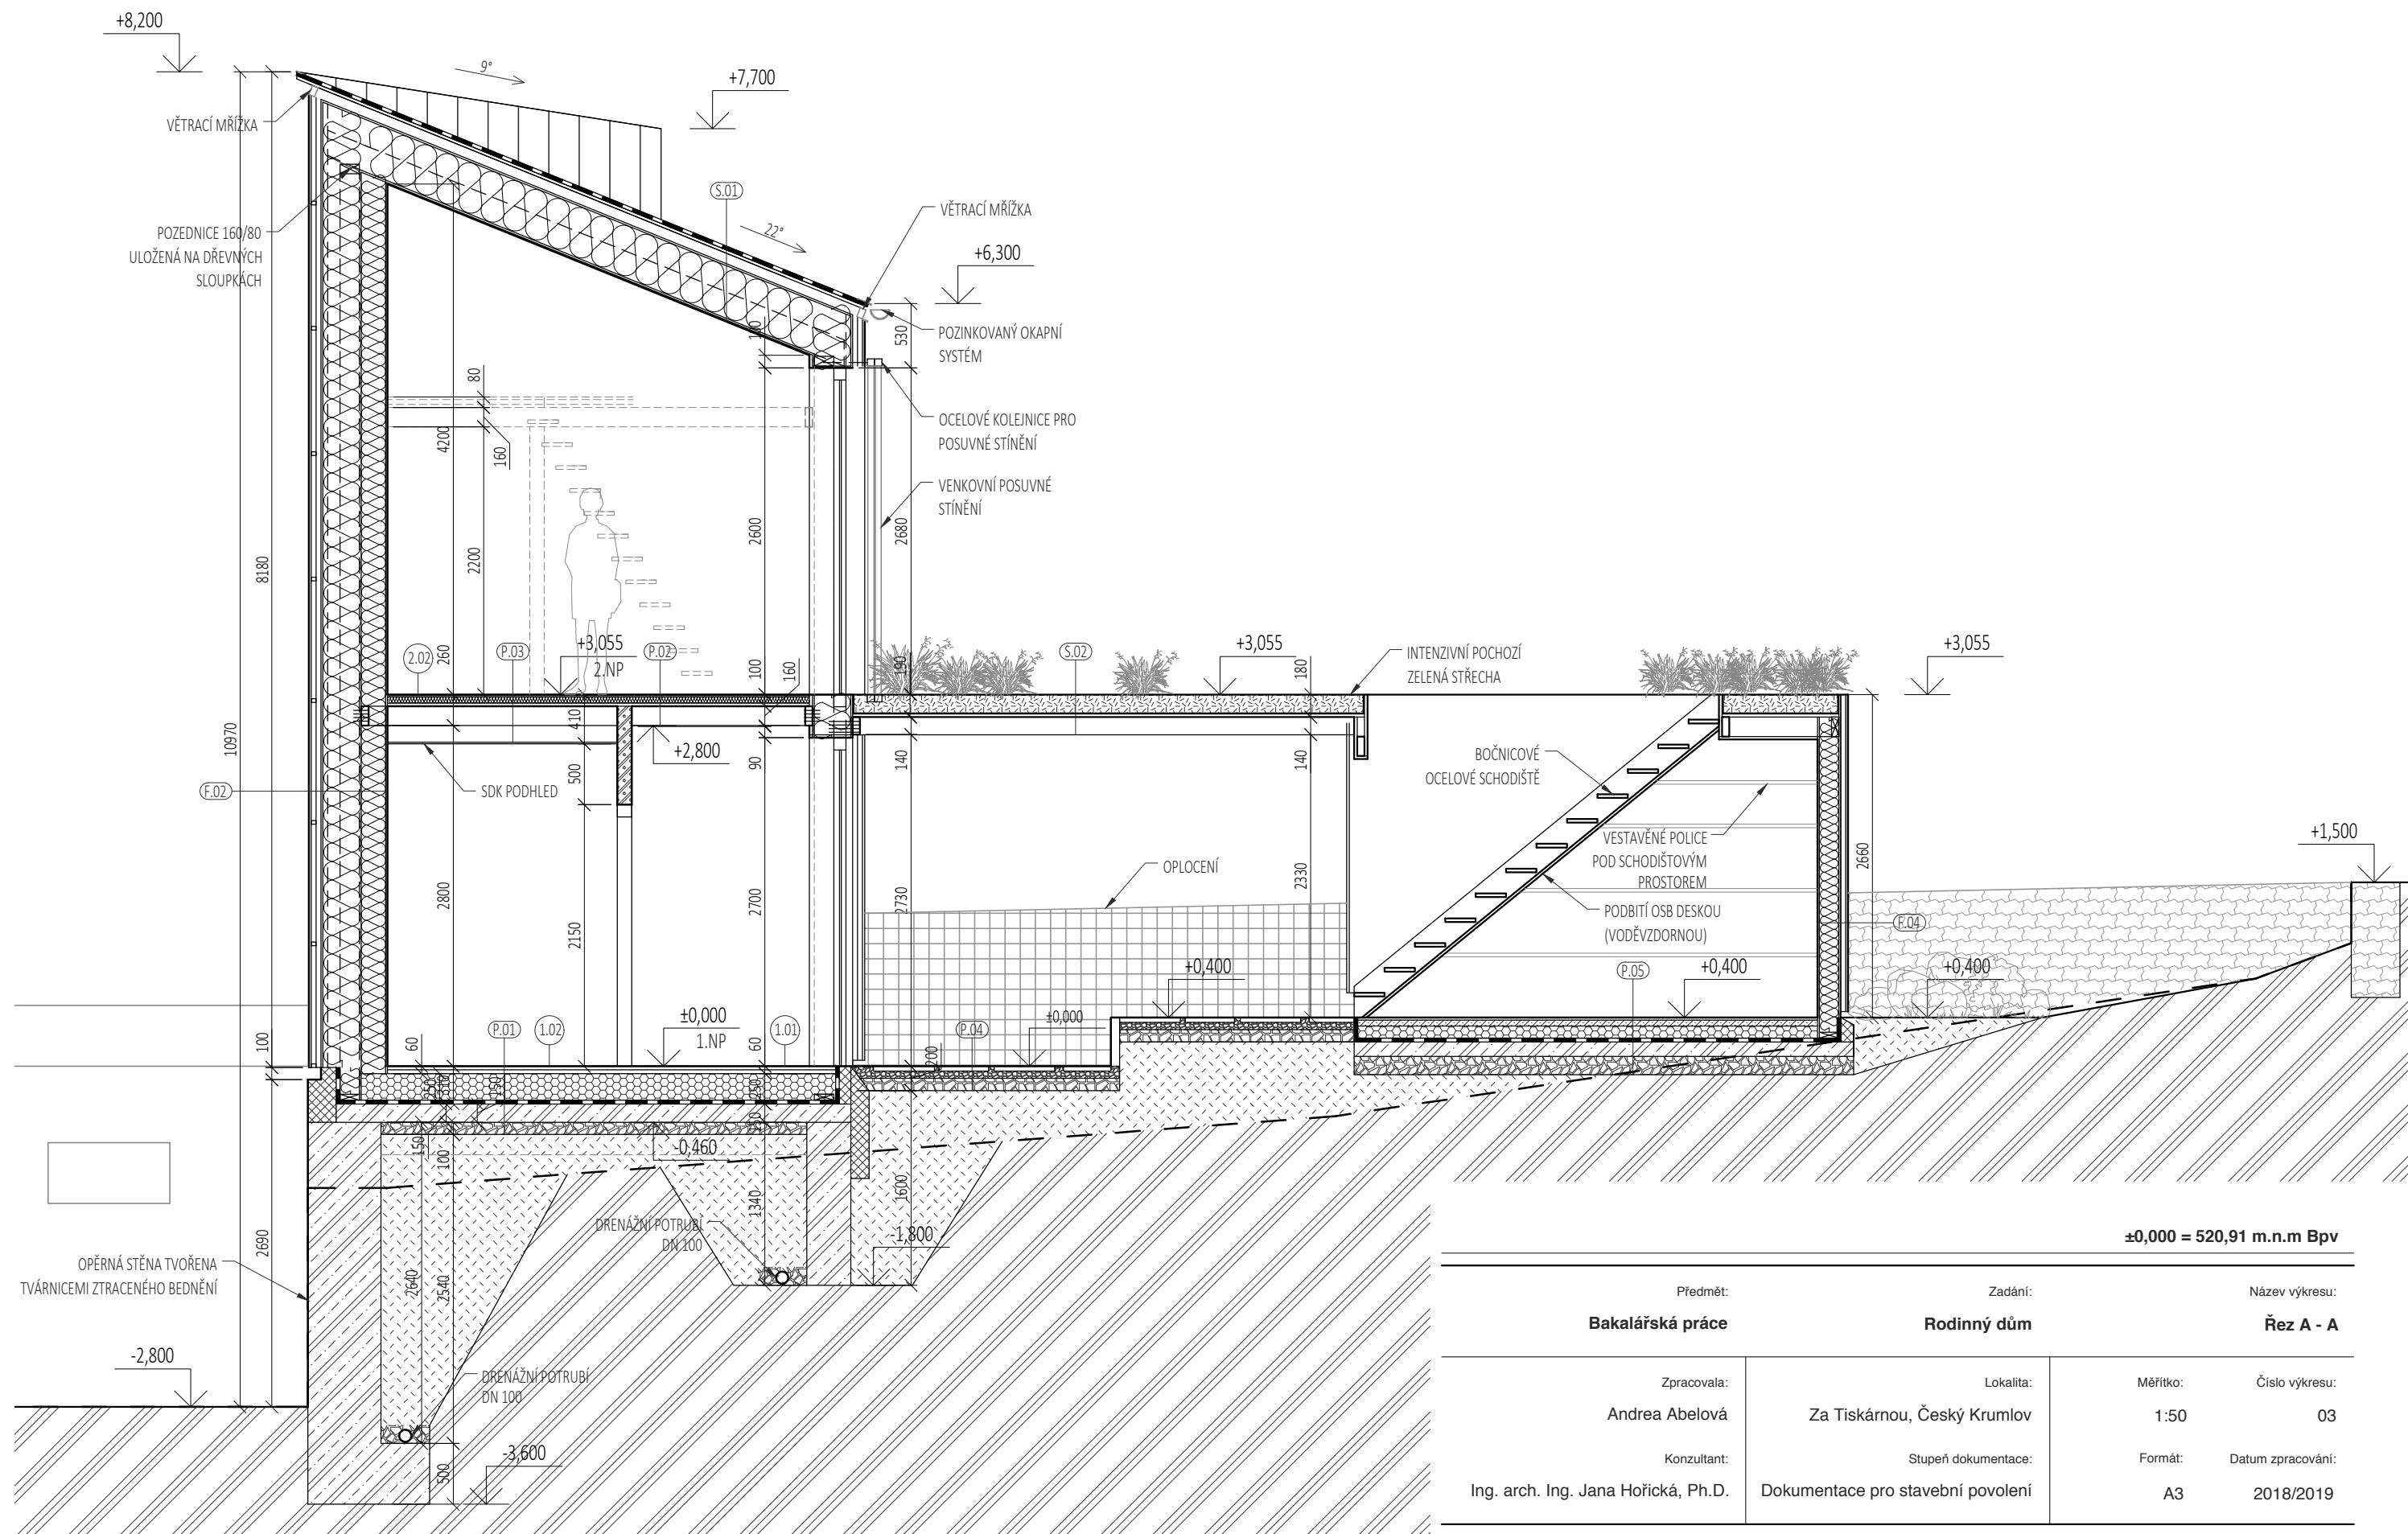 +8,200
9°
+7,700
VĚTRACÍ MŘÍŽKA
S.01
VĚTRACÍ MŘÍŽKA
22°
+6,300
POZEDNICE 160/80
ULOŽENÁ NA DŘEVNÝCH
SLOUPKÁCH
530
POZINKOVANÝ OKAPNÍ
SYSTÉM
80
4200
160
OCELOVÉ KOLEJNICE PRO
POSUVNÉ STÍNĚNÍ
VENKOVNÍ POSUVNÉ
STÍNĚNÍ
2600
2680
2200
8180
10970
2.02
260
P.03
+3,055
2.NP
P.02
100
160
190
S.02
+3,055
180
INTENZIVNÍ POCHOZÍ
ZELENÁ STŘECHA
+3,055
410
+2,800
90
140
140
500
SDK PODHLED
F.02
BOČNICOVÉ
OCELOVÉ SCHODIŠTĚ
VESTAVĚNÉ POLICE
POD SCHODIŠTOVÝM
PROSTOREM
2660
+1,500
OPLOCENÍ
2800
2150
2700
2730
2330
PODBITÍ OSB DESKOU
(VODĚVZDORNOU)
F.04
+0,400
P.05
+0,400
+0,400
100
60
P.01
1.02
±0,000
1.NP
60
1.01
P.04
±0,000
200
250
150
250
150
100
-0,460
1340
1600
2690
DRENÁŽNÍ POTRUBÍ
DN 100
-1,800
OPĚRNÁ STĚNA TVOŘENA
TVÁRNICEMI ZTRACENÉHO BEDNĚNÍ
2640
2540
-2,800
DRENÁŽNÍ POTRUBÍ
DN 100
-3,600
500
±0,000 = 520,91 m.n.m Bpv
Předmět:
Bakalářská práce
Zadání:
Rodinný dům
Název výkresu:
Řez A - A
Zpracovala:
Andrea Abelová
Lokalita:
Za Tiskárnou, Český Krumlov
Měřítko:
1:50
Číslo výkresu:
03
Konzultant:
Ing. arch. Ing. Jana Hořická, Ph.D.
Stupeň dokumentace:
Dokumentace pro stavební povolení
Formát:
A3
Datum zpracování:
2018/2019